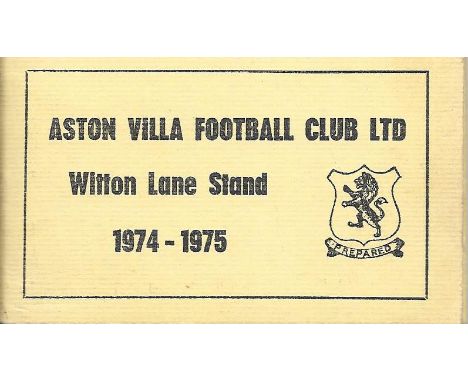 ASTON VILLA FOOTBALL CLUB LTD
Witton Lane Stand
1974 - 1975
PREPARED